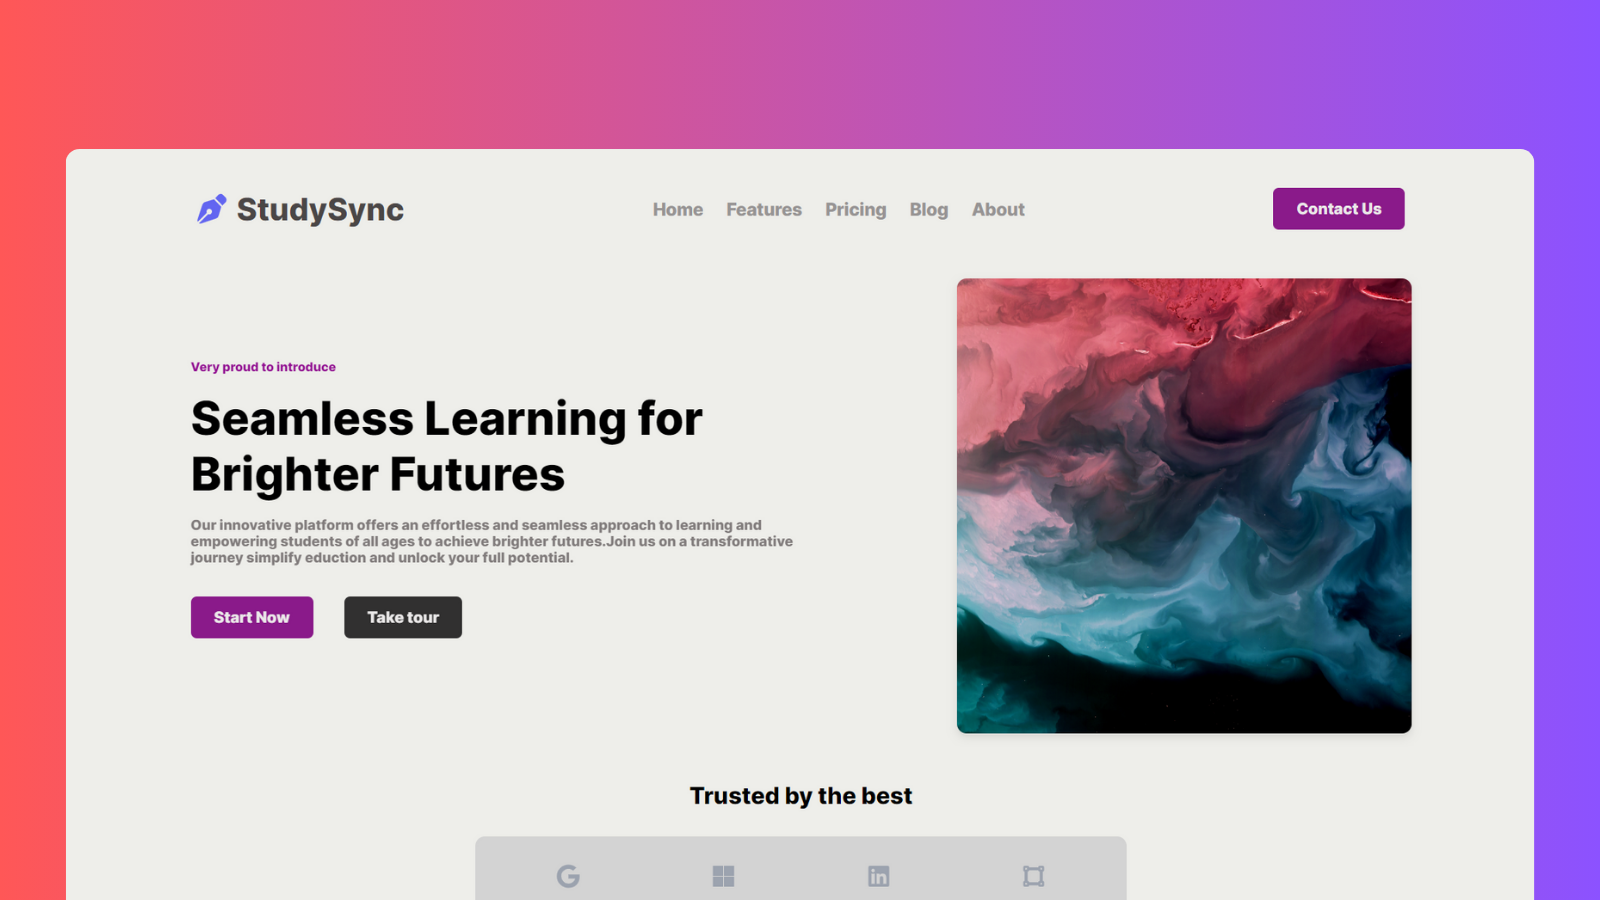 StudySync
Home Features Pricing Blog About
Contact Us
Very proud to introduce
Seamless Learning for
Brighter Futures
Our innovative platform offers an effortless and seamless approach to learning and
empowering students of all ages to achieve brighter futures.Join us on a transformative
journey simplify eduction and unlock your full potential.
Start Now
Take tour
Trusted by the best